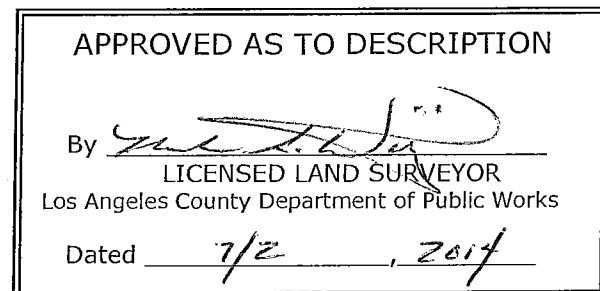 APPROVED AS TO DESCRIPTION
By
LICENSED LAND SURVEYOR
Los Angeles County Department of Public Works
Dated 7/2, 2014